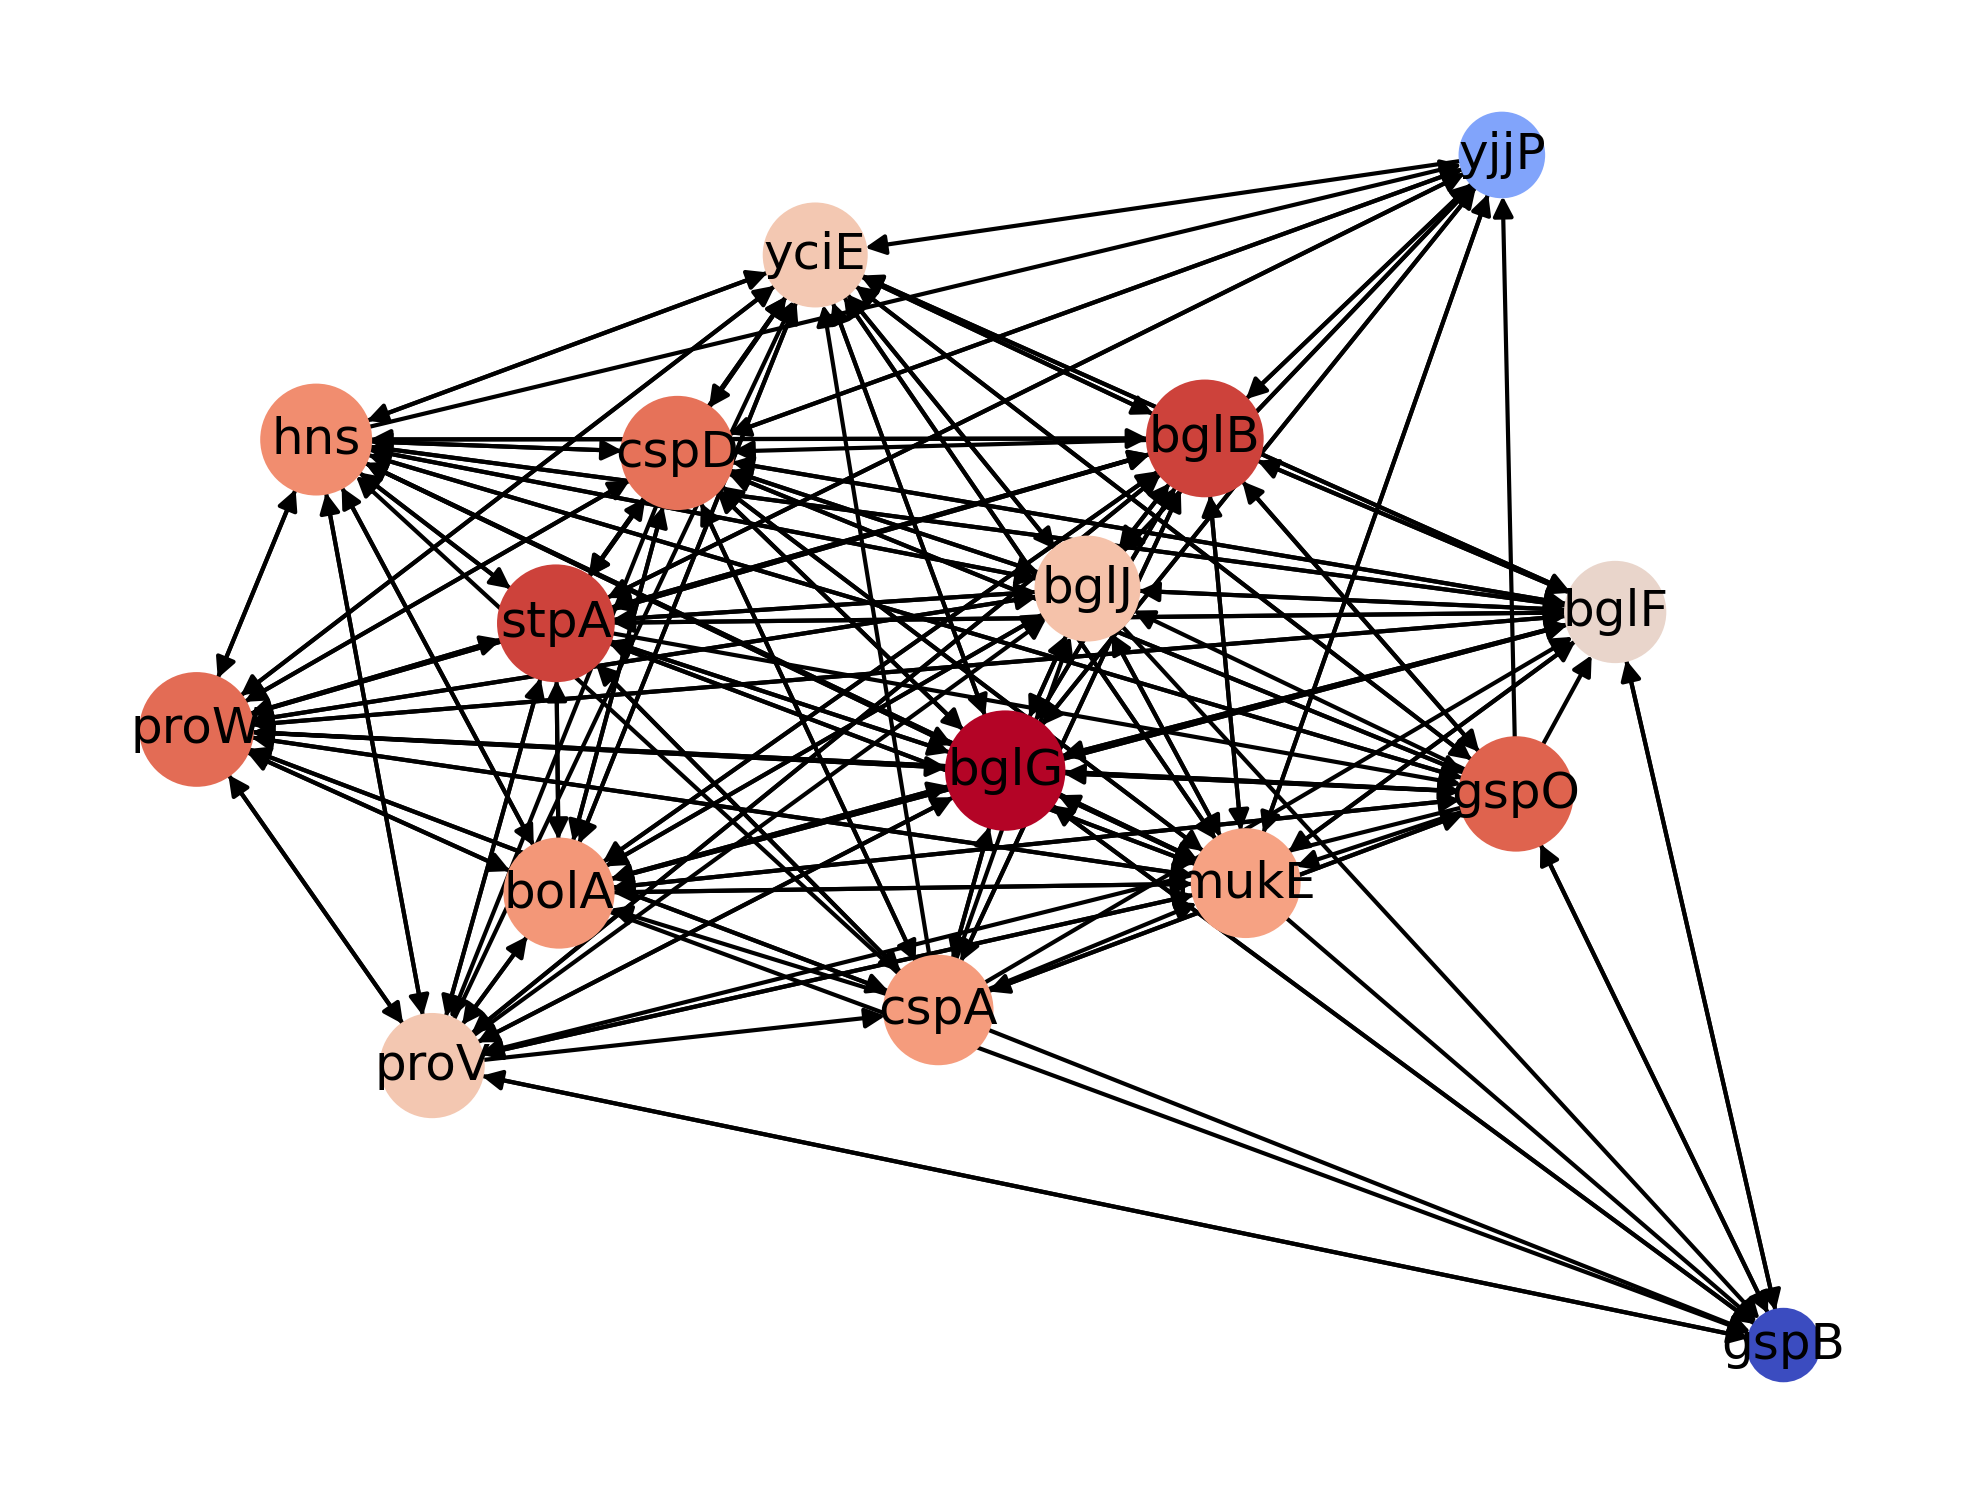 yjjP
yciE
hns
cspD
bglB
bglJ
bglF
stpA
proW
bglG
gspO
bolA
mukE
cspA
proV
gspB